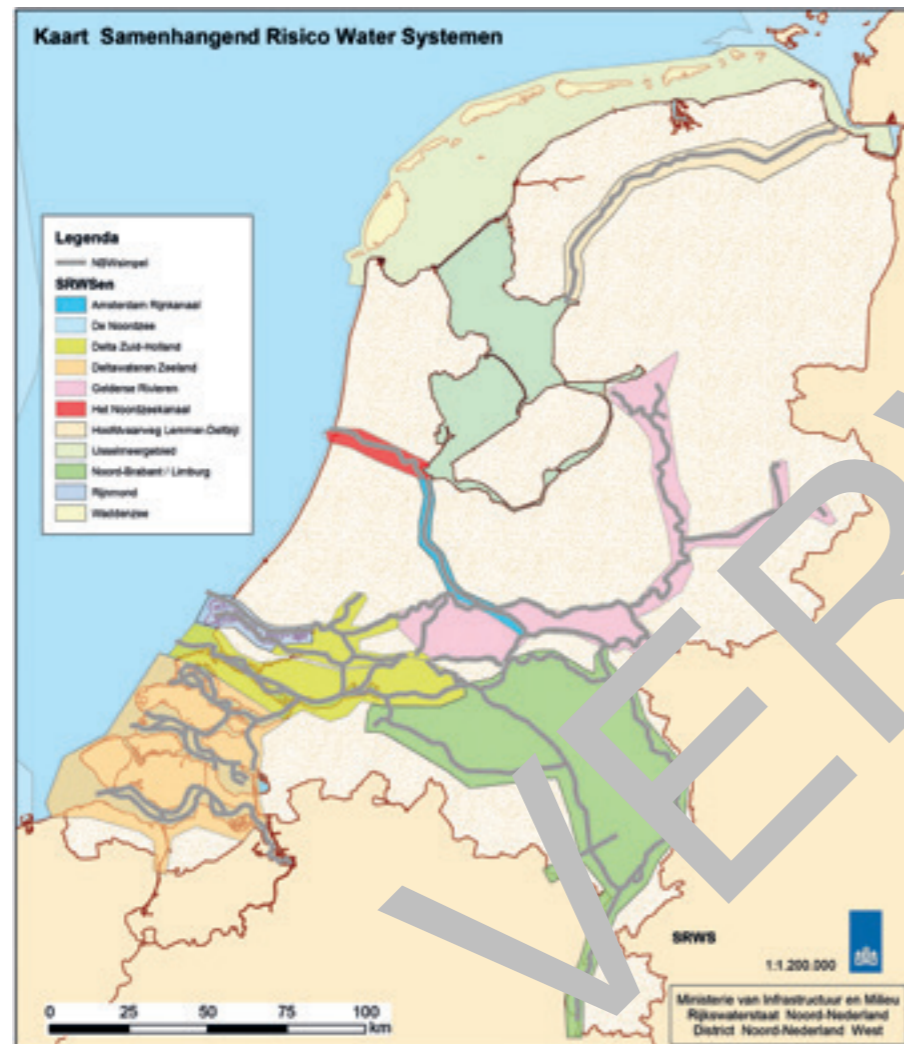 Kaart Samenhangend Risico Water Systemen
Legenda
NBWsimpel
SRWSen
Amsterdam Rijnkanaal
De Noordzee
Delta Zuid-Holland
Deltawateren Zeeland
Gelderse Rivieren
Het Noordzeekanaal
Hoofdvaarweg Lemmer-Delfzijl
IJsselmeergebied
Noord-Brabant / Limburg
Rijnmond
Waddenzee
VER
SRWS
1:1.200.000
0 25 50 75 100
km
Ministerie van Infrastructuur en Milieu
Rijkswaterstaat Noord-Nederland
District Noord-Nederland West